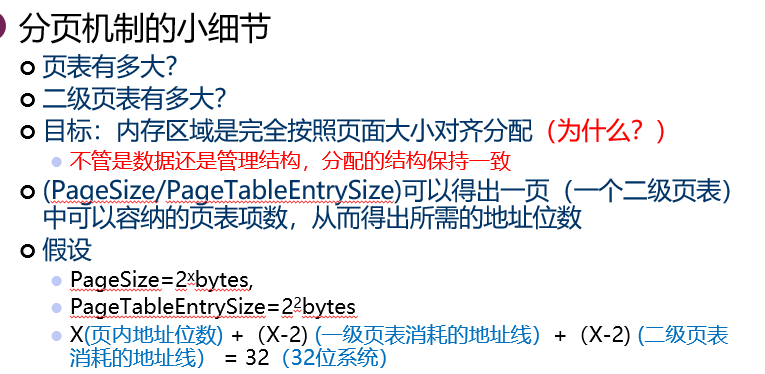 分页机制的小细节
页表有多大？
二级页表有多大？
目标：内存区域是完全按照页面大小对齐分配（为什么？）
不管是数据还是管理结构，分配的结构保持一致
(PageSize/PageTableEntrySize)可以得出一页（一个二级页表）
中可以容纳的页表项数，从而得出所需的地址位数
假设
PageSize=2ˣbytes,
PageTableEntrySize=2²bytes
X(页内地址位数) +（X-2) (一级页表消耗的地址线）+（X-2) (二级页表
消耗的地址线） = 32（32位系统）